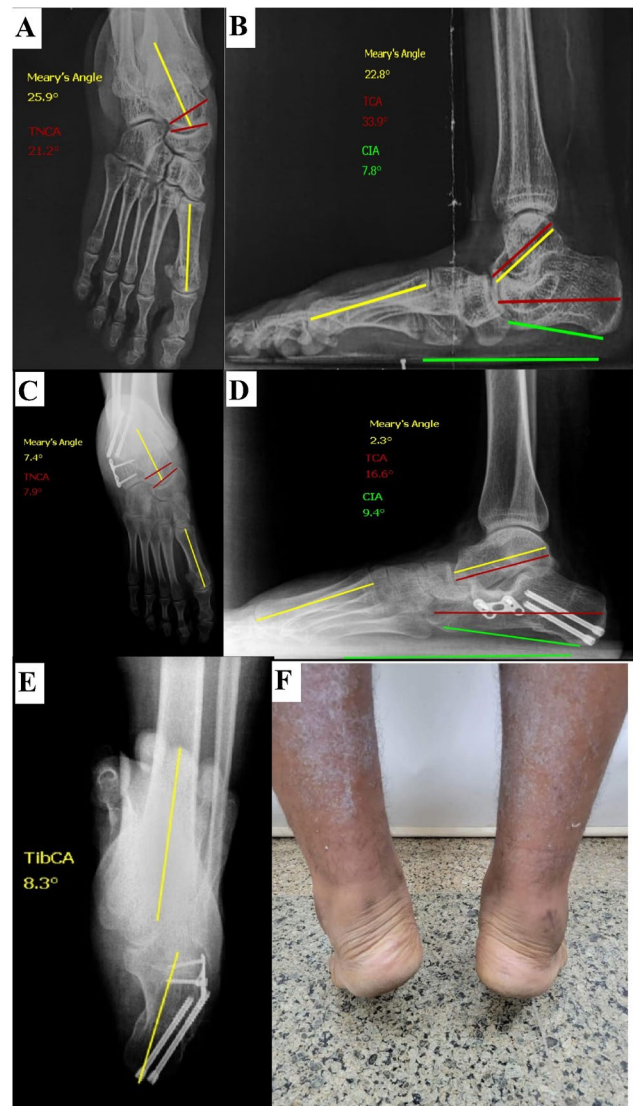 A
Meary's Angle
25.9°
TNCA
21.2°
B
Meary's Angle
22.8°
TCA
33.9°
CIA
7.8°
C
Meary's Angle
7.4°
TNCA
7.9°
D
Meary's Angle
2.3°
TCA
16.6°
CIA
9.4°
E
TibCA
8.3°
F